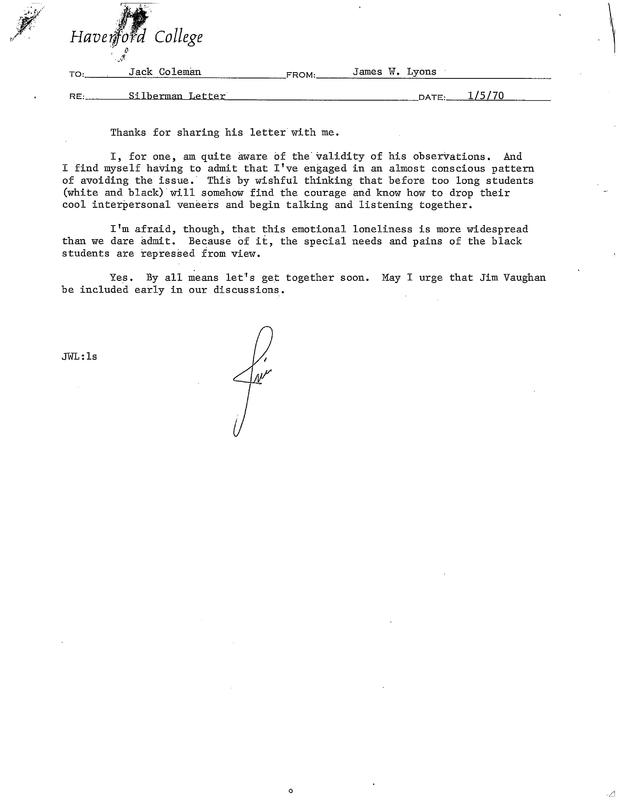 Haverford College
TO: Jack Coleman FROM: James W. Lyons
RE: Silberman Letter DATE: 1/5/70
Thanks for sharing his letter with me.
I, for one, am quite aware of the validity of his observations. And
I find myself having to admit that I've engaged in an almost conscious pattern
of avoiding the issue. This by wishful thinking that before too long students
(white and black) will somehow find the courage and know how to drop their
cool interpersonal veneers and begin talking and listening together.
I'm afraid, though, that this emotional loneliness is more widespread
than we dare admit. Because of it, the special needs and pains of the black
students are repressed from view.
Yes. By all means let's get together soon. May I urge that Jim Vaughan
be included early in our discussions.
JWL:ls
Jim